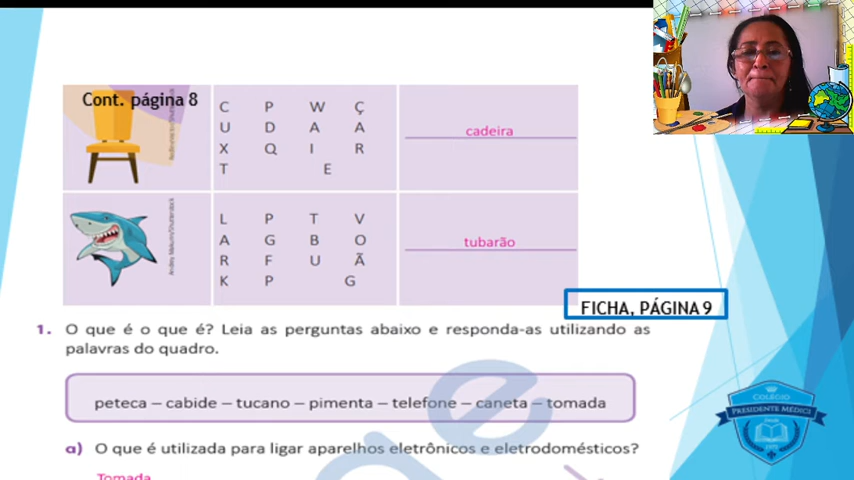 Cont. página 8
C P W Ç
U D A A
X Q I R
T E
cadeira
L P T V
A G B O
R F U Ã
K P G
tubarão
FICHA, PÁGINA 9
1. O que é o que é? Leia as perguntas abaixo e responda-as utilizando as
palavras do quadro.
peteca – cabide – tucano – pimenta – telefone – caneta – tomada
a) O que é utilizada para ligar aparelhos eletrônicos e eletrodomésticos?
Tomada
COLÉGIO
PRESIDENTE MÉDICI